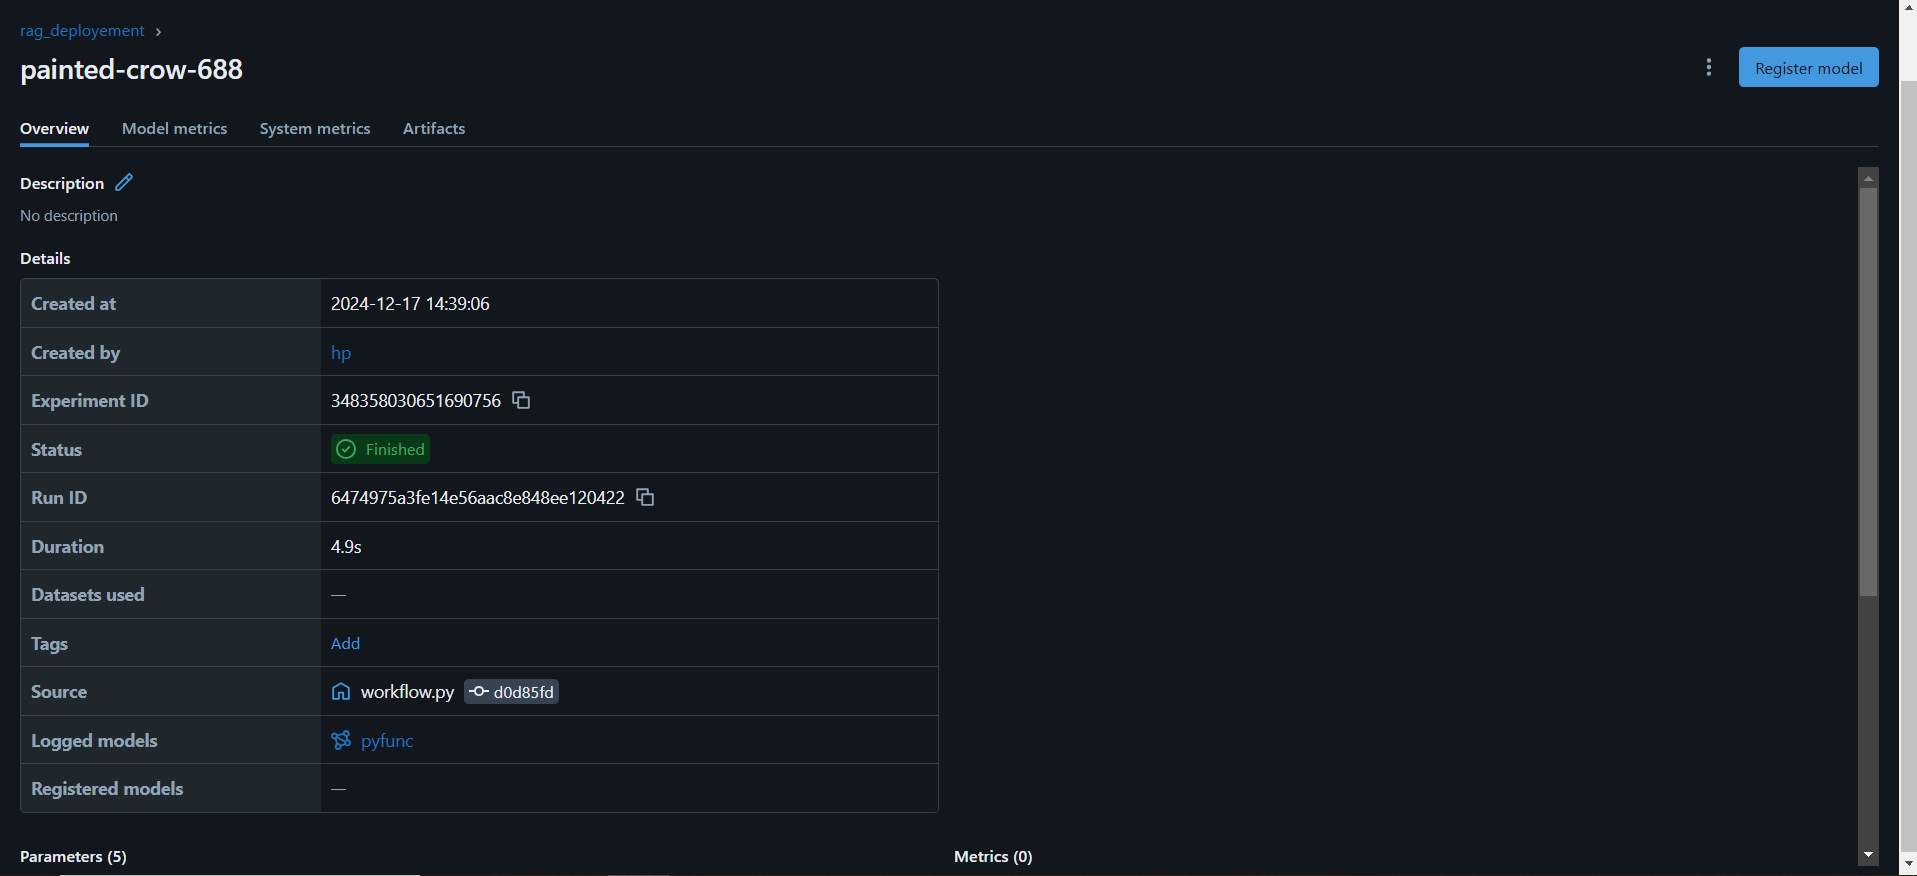 rag_deployement
painted-crow-688
Register model
Overview Model metrics System metrics Artifacts
Description
No description
Details
Created at 2024-12-17 14:39:06
Created by hp
Experiment ID 348358030651690756
Status Finished
Run ID 6474975a3fe14e56aac8e848ee120422
Duration 4.9s
Datasets used —
Tags Add
Source workflow.py d0d85fd
Logged models pyfunc
Registered models —
Parameters (5) Metrics (0)